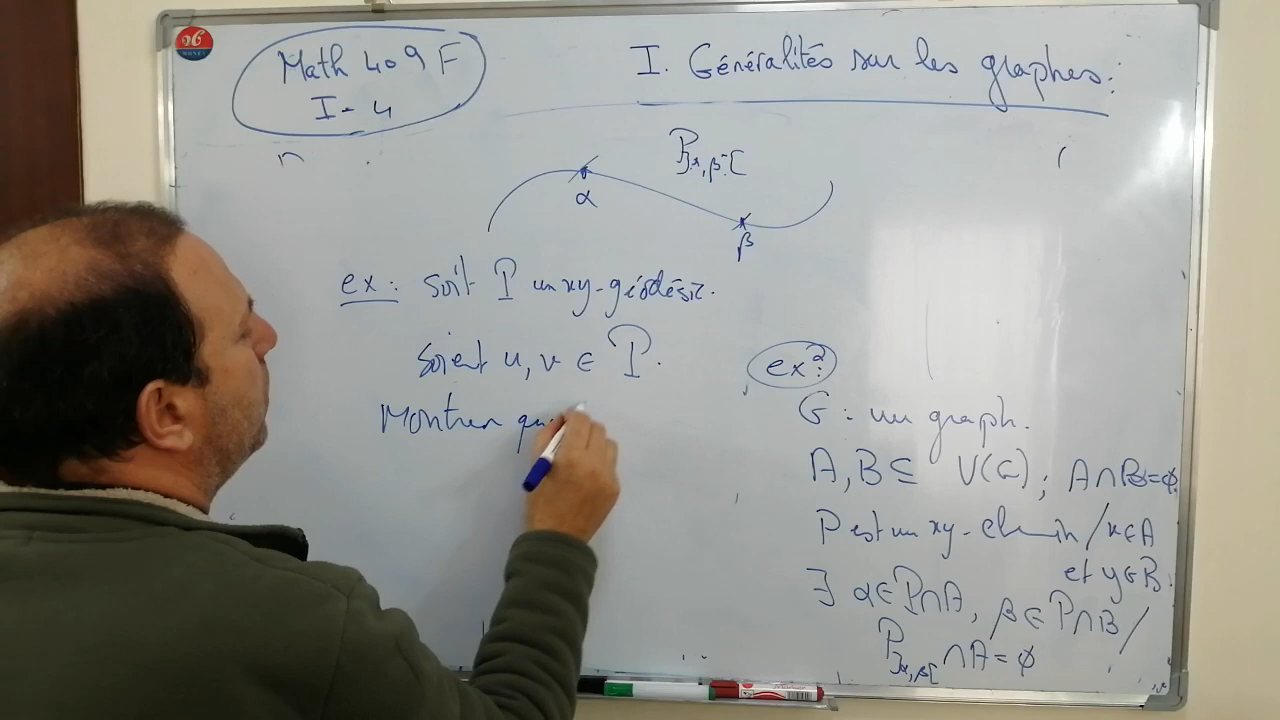 Math 409 F
I - 4
I. Généralités sur les graphes:
P]α,β[
α
β
ex: soit P un xy-géodésic.
Soient u, v ∈ P.
Montrer que
ex2:
G: un graph.
A, B ⊆ V(G); A∩B=∅
P est un xy-chemin / x∈A
et y∈B.
∃ α∈P∩A, β∈P∩B /
P]α,β[ ∩A=∅